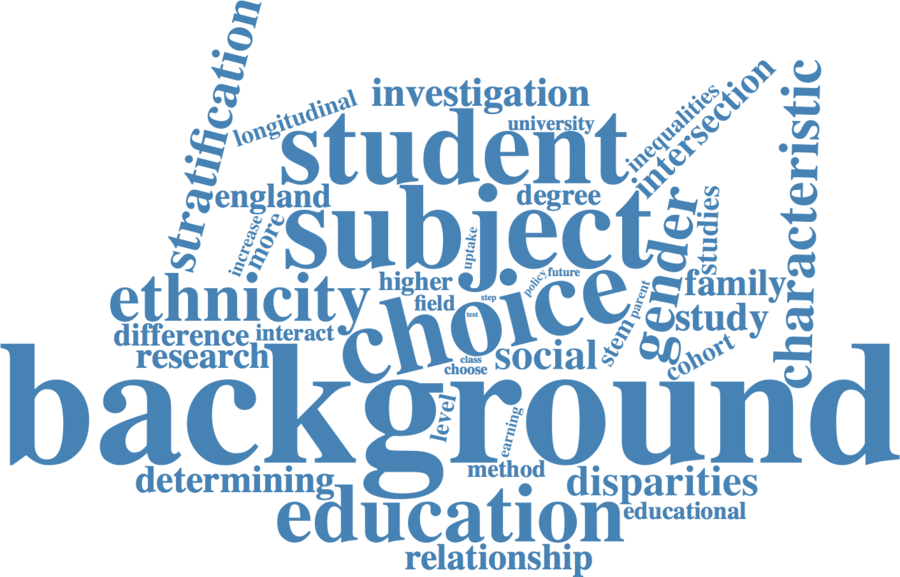 stratification
longitudinal
investigation
university
student
inequalities
intersection
characteristic
england
degree
subject
increase
more
uptake
gender
studies
ethnicity
higher
field
choice
policy
future
step
test
parent
family
study
difference
interact
research
class
choose
social
stem
cohort
background
level
earning
method
determining
disparities
education
educational
relationship